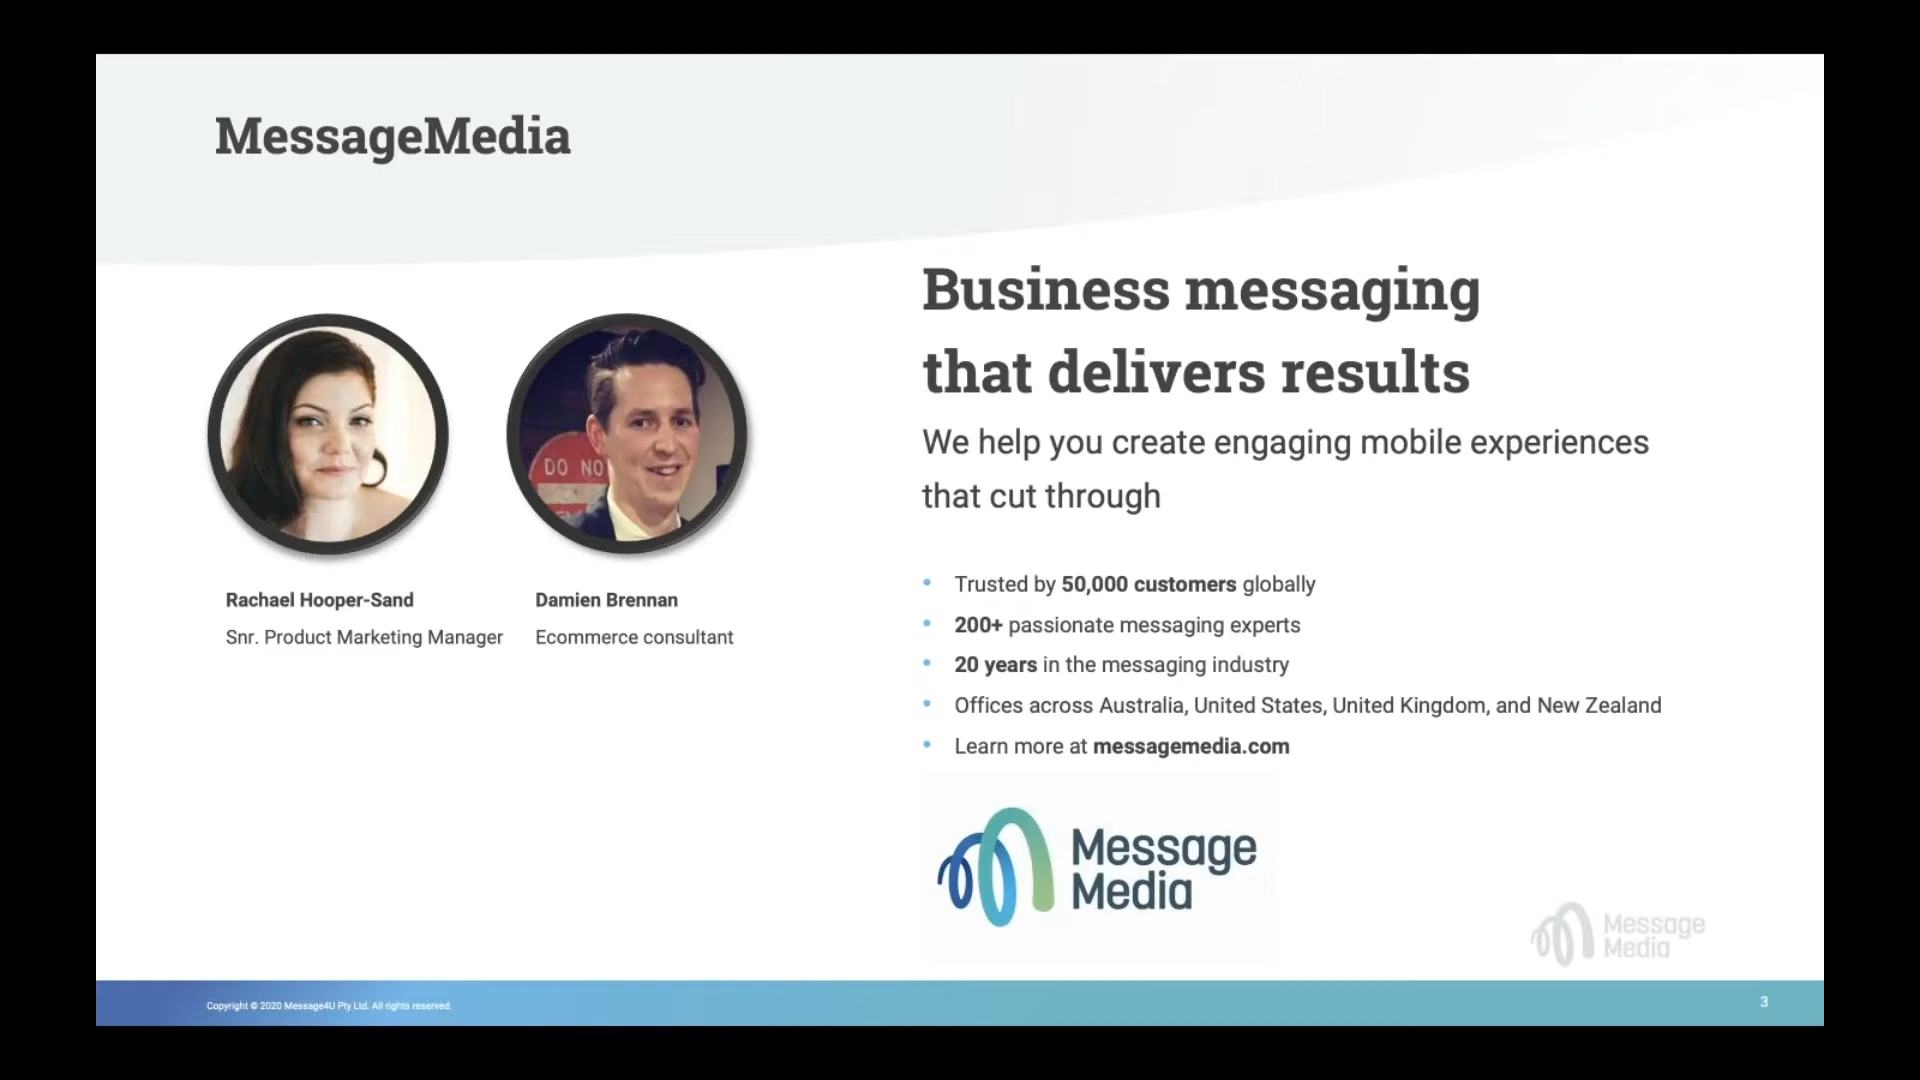 MessageMedia
Business messaging
that delivers results
We help you create engaging mobile experiences
that cut through
DO NO
Rachael Hooper-Sand
Snr. Product Marketing Manager
Damien Brennan
Ecommerce consultant
• Trusted by 50,000 customers globally
• 200+ passionate messaging experts
• 20 years in the messaging industry
• Offices across Australia, United States, United Kingdom, and New Zealand
• Learn more at messagemedia.com
Message
Media
Message
Media
Copyright © 2020 Message4U Pty Ltd. All rights reserved.
3